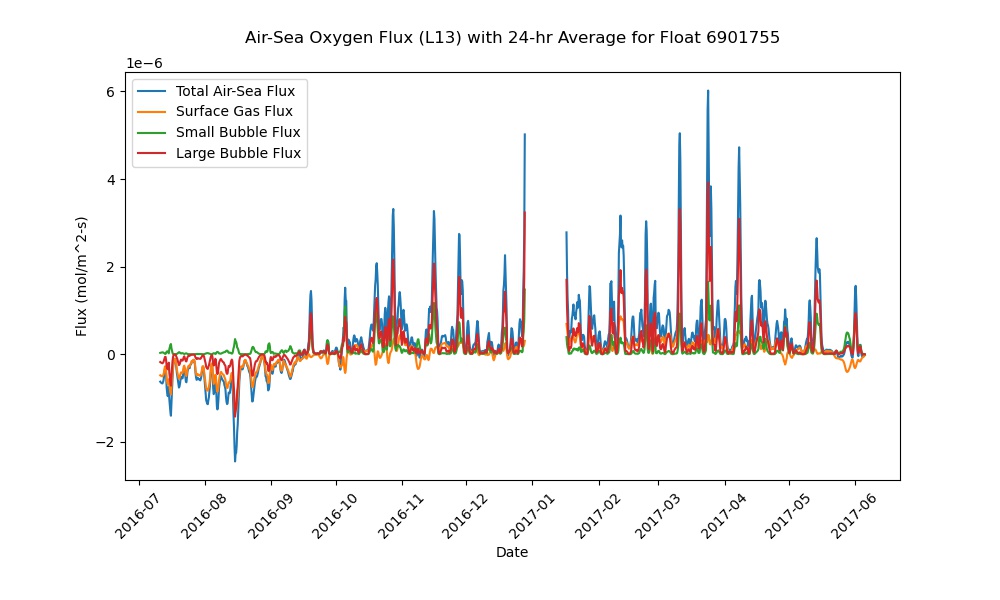 Air-Sea Oxygen Flux (L13) with 24-hr Average for Float 6901755
1e−6
Total Air-Sea Flux
Surface Gas Flux
Small Bubble Flux
Large Bubble Flux
6
4
2
0
−2
Flux (mol/m^2-s)
2016-07
2016-08
2016-09
2016-10
2016-11
2016-12
2017-01
2017-02
2017-03
2017-04
2017-05
2017-06
Date